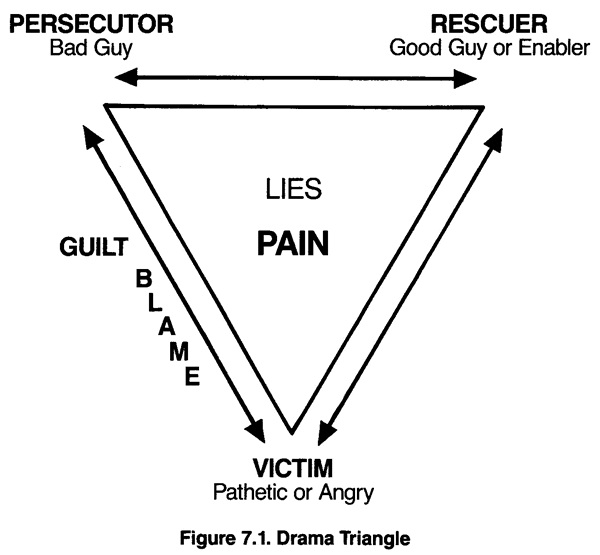 PERSECUTOR
Bad Guy
RESCUER
Good Guy or Enabler
LIES
PAIN
GUILT
BLAME
VICTIM
Pathetic or Angry
Figure 7.1. Drama Triangle